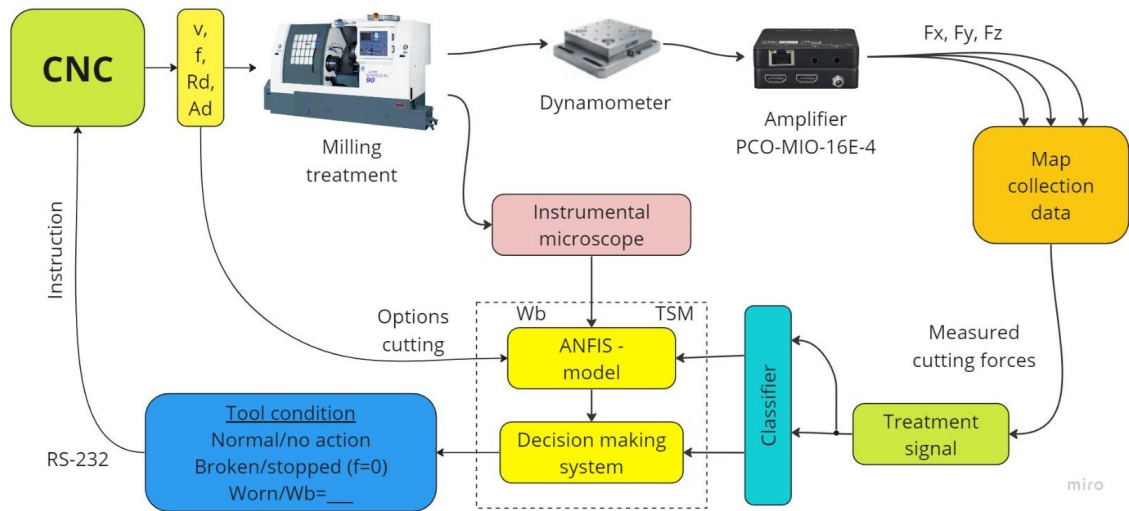 CNC
v,
f,
Rd,
Ad
90
Milling
treatment
Dynamometer
Amplifier
PCO-MIO-16E-4
Fx, Fy, Fz
Map
collection
data
Instruction
Instrumental
microscope
Options
cutting
Wb
TSM
ANFIS -
model
Decision making
system
Classifier
Measured
cutting forces
Treatment
signal
Tool condition
Normal/no action
Broken/stopped (f=0)
Worn/Wb=___
RS-232
miro